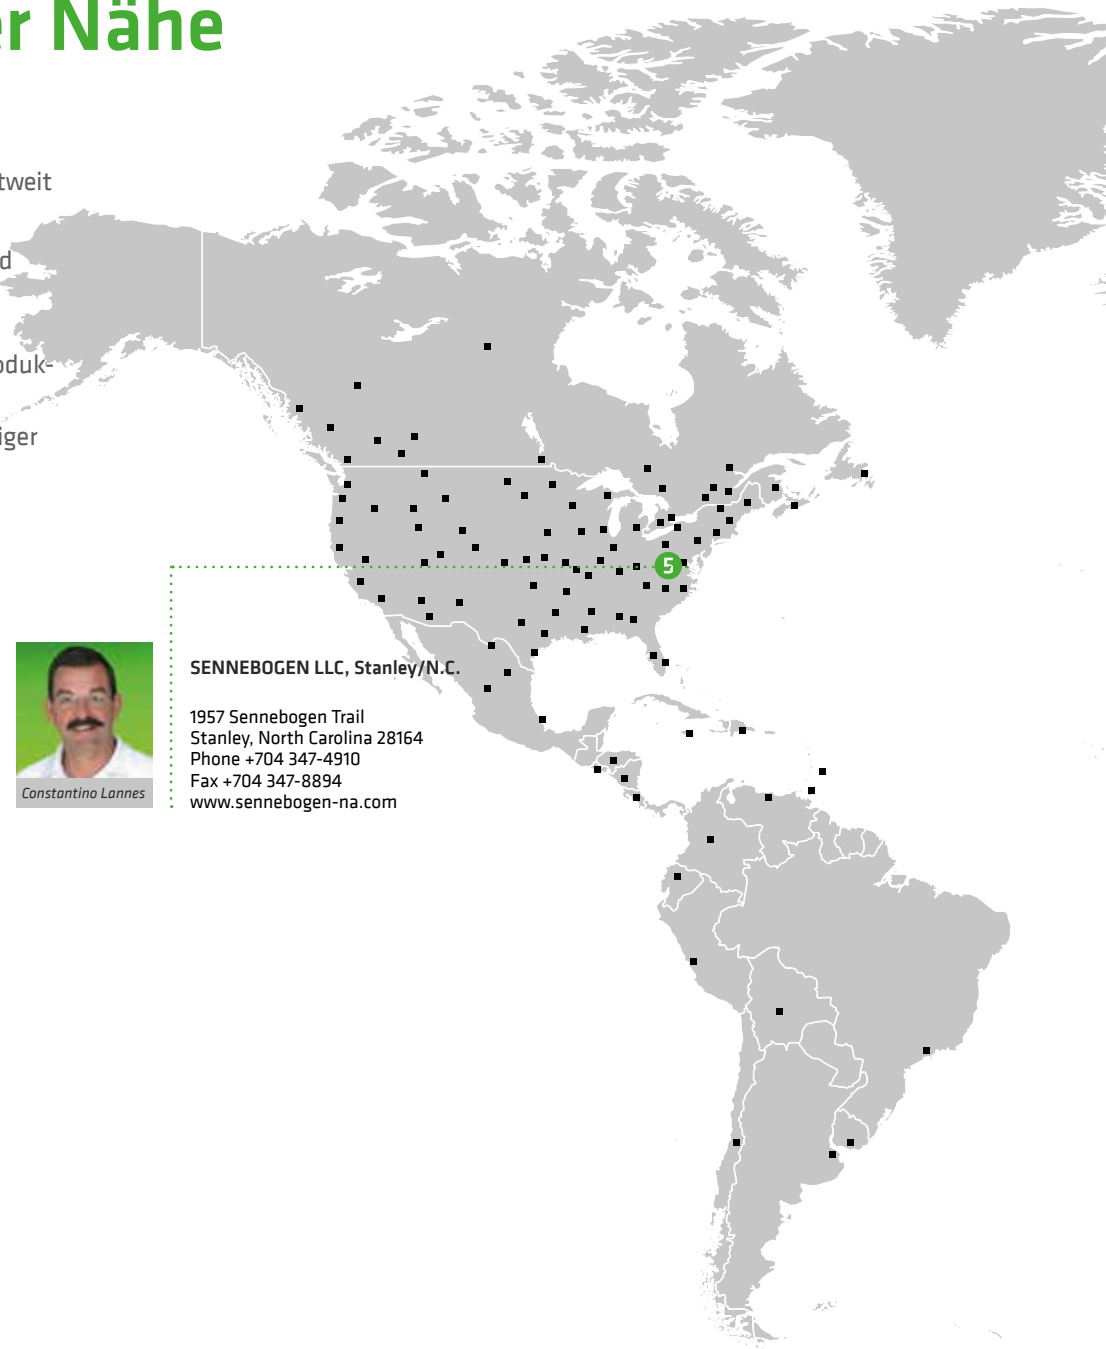 er Nähe
tweit
d
oduk-
iger
5
SENNEBOGEN LLC, Stanley/N.C.
1957 Sennebogen Trail
Stanley, North Carolina 28164
Phone +704 347-4910
Fax +704 347-8894
www.sennebogen-na.com
Constantino Lannes